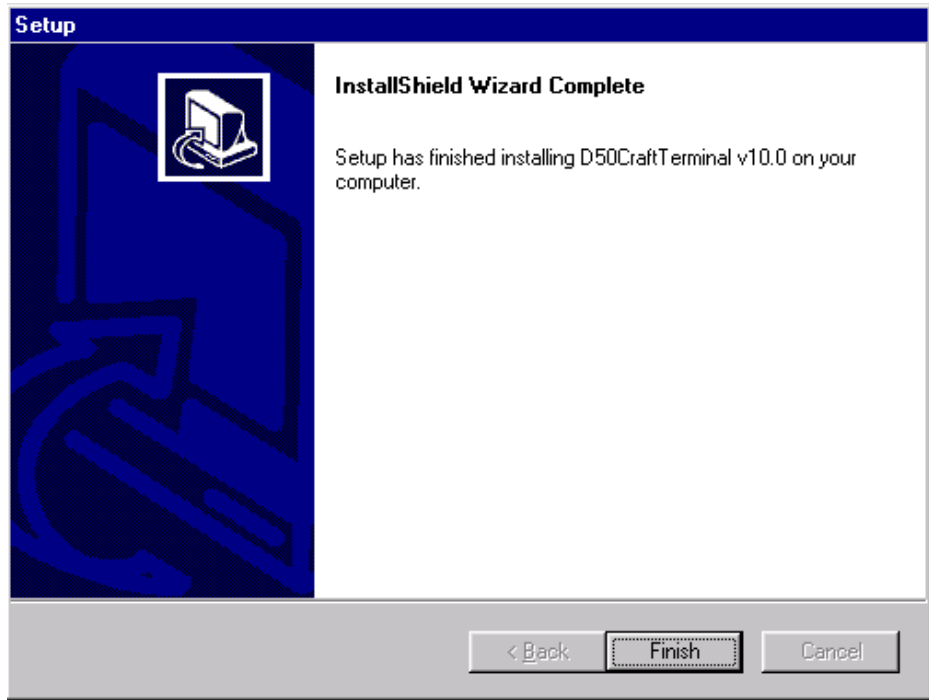 Setup
InstallShield Wizard Complete
Setup has finished installing D50CraftTerminal v10.0 on your
computer.
< Back
Finish
Cancel